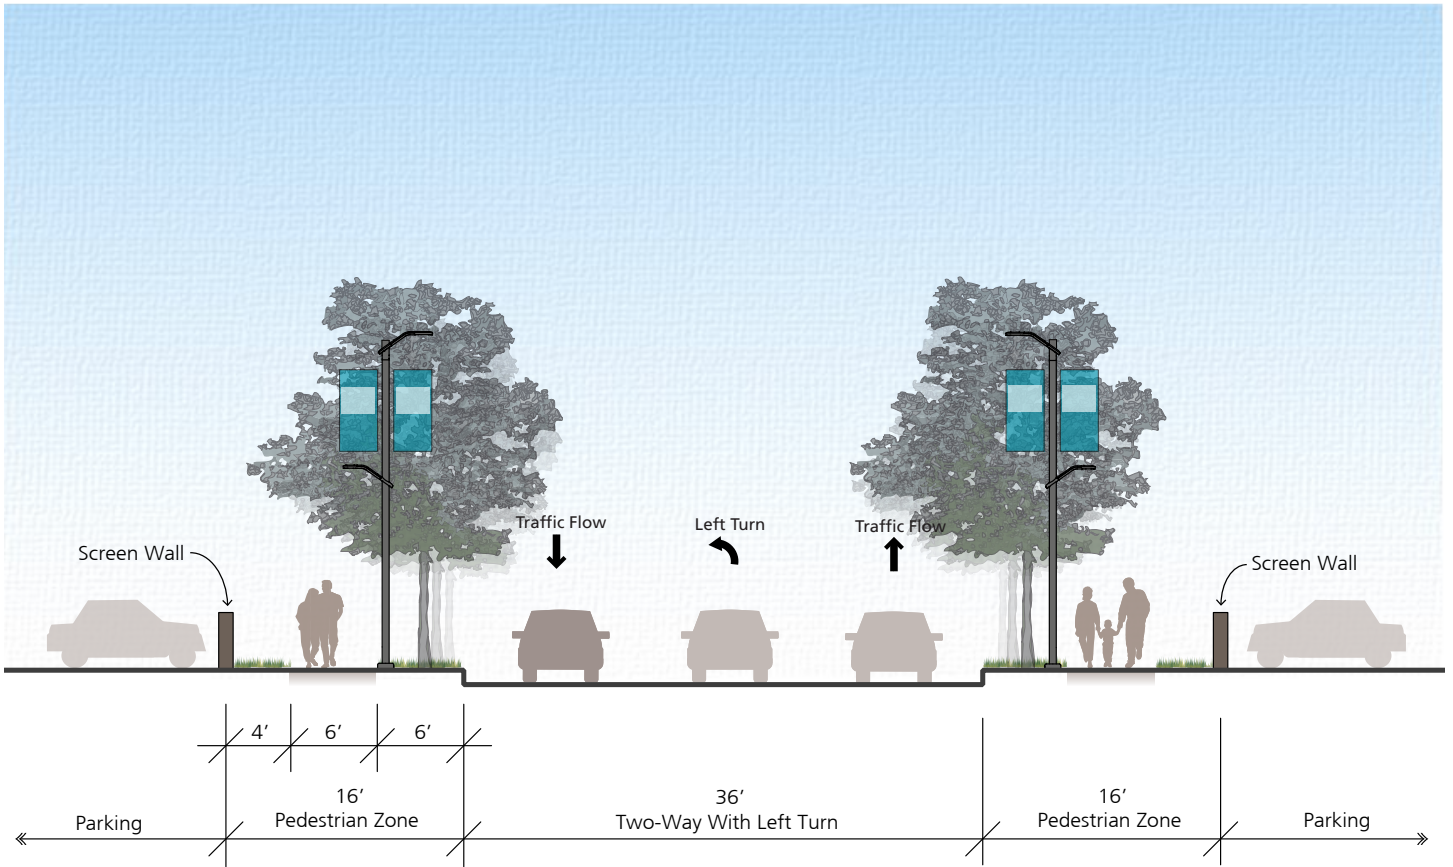 Traffic Flow
Left Turn
Traffic Flow
Screen Wall
Screen Wall
4’
6’
6’
16’
Pedestrian Zone
36’
Two-Way With Left Turn
16’
Pedestrian Zone
Parking
Parking